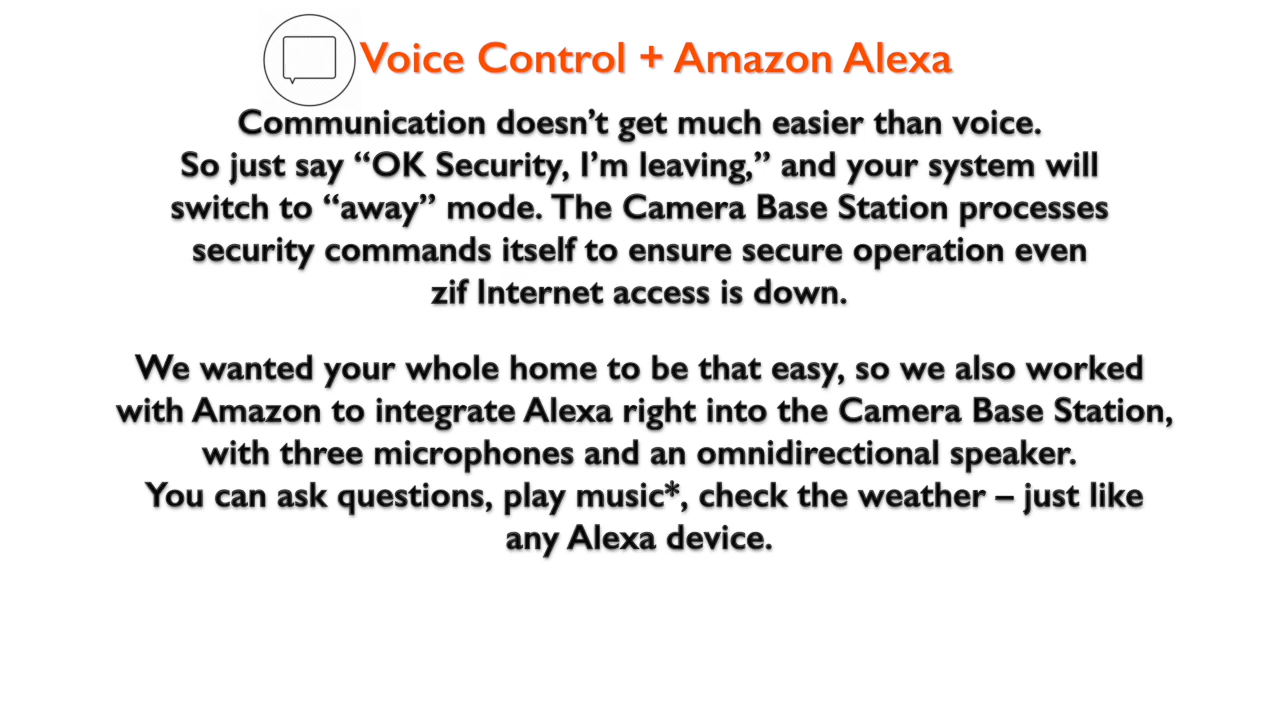 Voice Control + Amazon Alexa
Communication doesn’t get much easier than voice.
So just say “OK Security, I’m leaving,” and your system will
switch to “away” mode. The Camera Base Station processes
security commands itself to ensure secure operation even
zif Internet access is down.
We wanted your whole home to be that easy, so we also worked
with Amazon to integrate Alexa right into the Camera Base Station,
with three microphones and an omnidirectional speaker.
You can ask questions, play music*, check the weather – just like
any Alexa device.